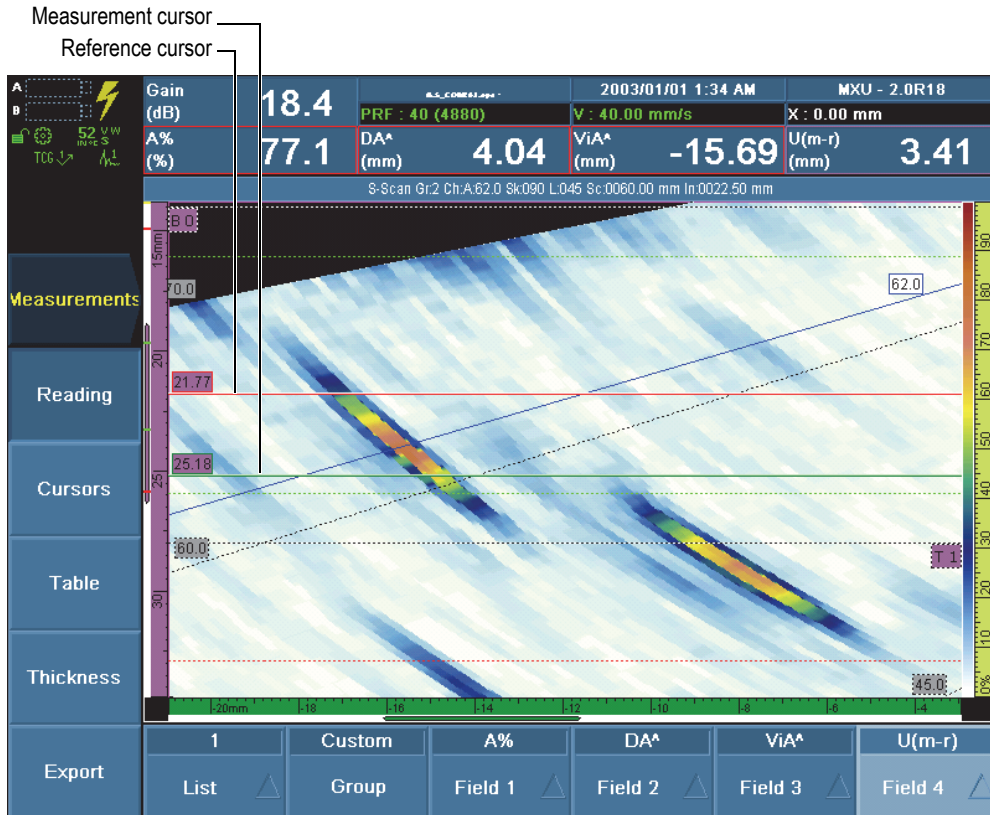 Measurement cursor
Reference cursor
A
B
52 VW
IN°C S
TCG
1
Gain
(dB)
18.4
2003/01/01 1:34 AM
MXU - 2.0R18
PRF : 40 (4880)
V : 40.00 mm/s
X : 0.00 mm
A%
(%)
77.1
DA^
(mm)
4.04
ViA^
(mm)
-15.69
U(m-r)
(mm)
3.41
S-Scan Gr:2 Ch:A:62.0 Sk:090 L:045 Sc:0060.00 mm In:0022.50 mm
B 0
15mm
70.0
62.0
20
21.77
25.18
25
60.0
T 1
30
45.0
90
80
70
60
50
40
30
20
10
0%
-20mm
-18
-16
-14
-12
-10
-8
-6
-4
Measurements
Reading
Cursors
Table
Thickness
Export
1
List
Custom
Group
A%
Field 1
DA^
Field 2
ViA^
Field 3
U(m-r)
Field 4